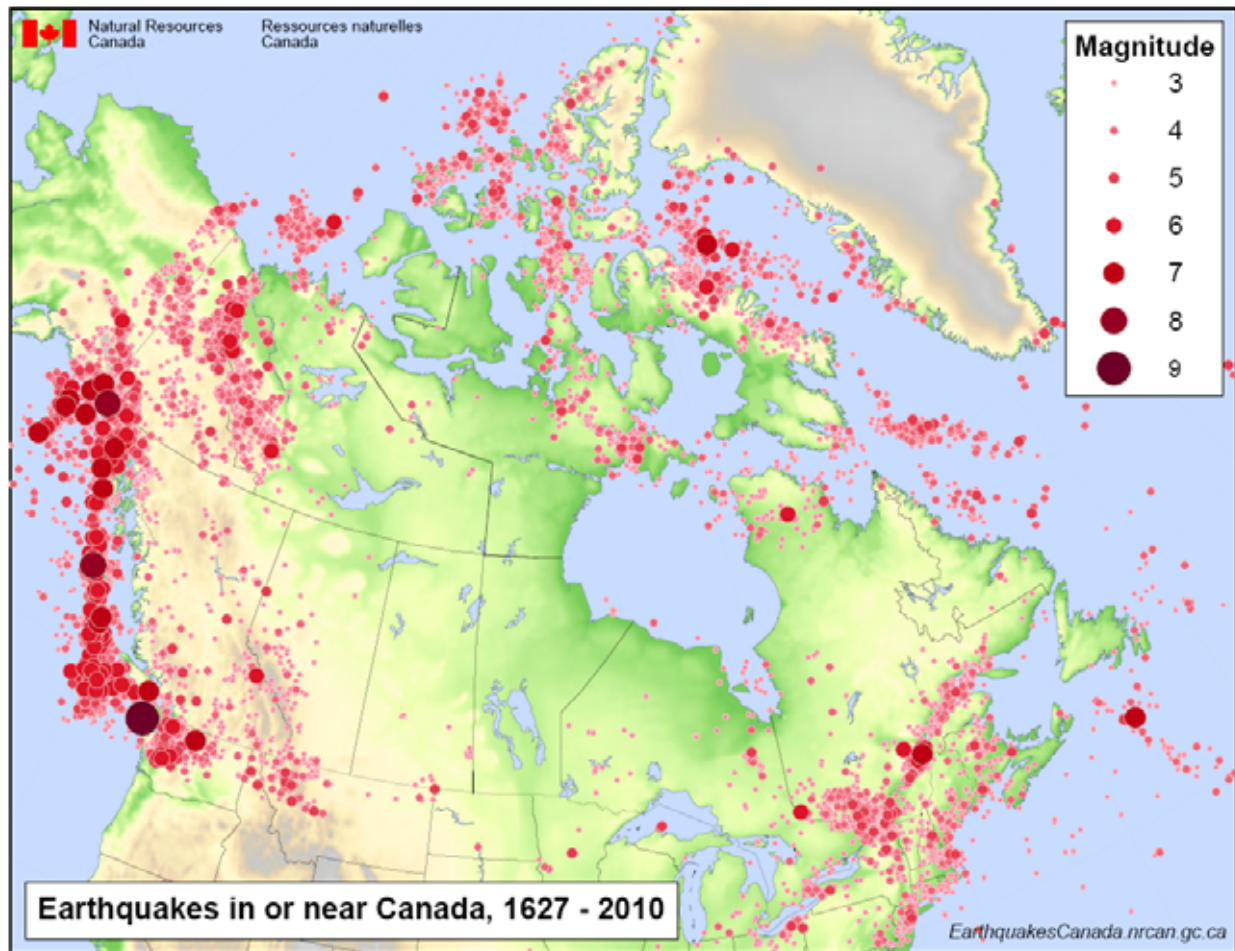 Natural Resources Ressources naturelles
Canada Canada
Magnitude
3
4
5
6
7
8
9
Earthquakes in or near Canada, 1627 - 2010
EarthquakesCanada.nrcan.gc.ca